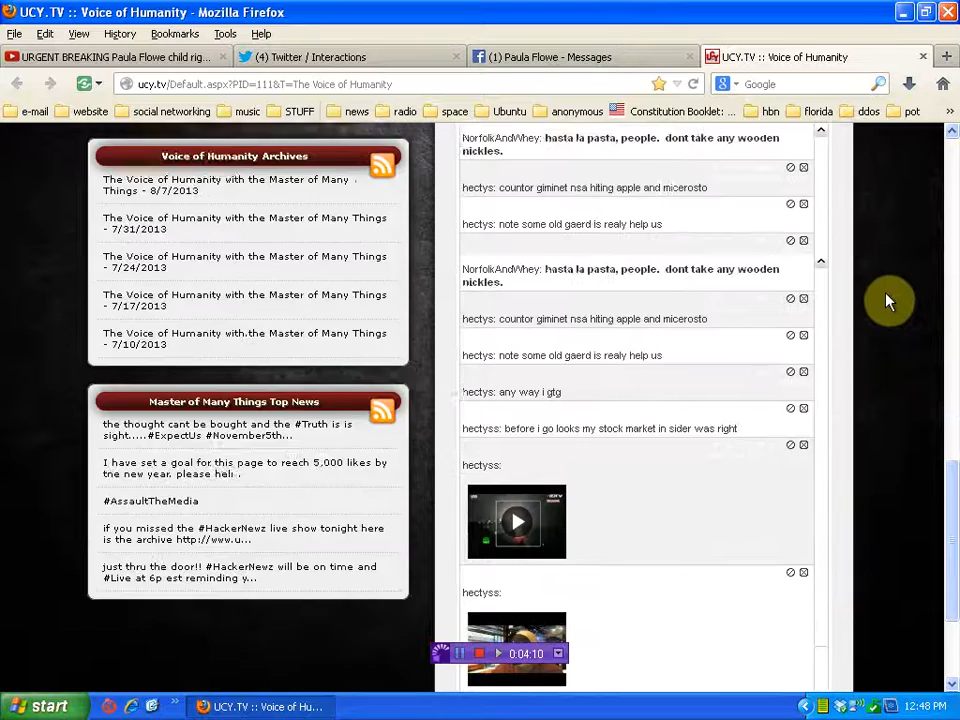 UCY.TV :: Voice of Humanity - Mozilla Firefox
File Edit View History Bookmarks Tools Help
URGENT BREAKING Paula Flowe child rig...
(4) Twitter / Interactions
(1) Paula Flowe - Messages
UCY.TV :: Voice of Humanity
ucy.tv/Default.aspx?PID=111&T=The Voice of Humanity
Google
e-mail website social networking music STUFF news radio space Ubuntu anonymous Constitution Booklet: ... hbn florida ddos pot
Voice of Humanity Archives
The Voice of Humanity with the Master of Many
Things - 8/7/2013
The Voice of Humanity with the Master of Many Things
- 7/31/2013
The Voice of Humanity with the Master of Many Things
- 7/24/2013
The Voice of Humanity with the Master of Many Things
- 7/17/2013
The Voice of Humanity with the Master of Many Things
- 7/10/2013
Master of Many Things Top News
the thought cant be bought and the #Truth is is
sight.....#ExpectUs #November5th...
I have set a goal for this page to reach 5,000 likes by
the new year. please hel...
#AssaultTheMedia
if you missed the #HackerNewz live show tonight here
is the archive http://www.u...
just thru the door!! #HackerNewz will be on time and
#Live at 6p est reminding y...
NorfolkAndWhey: hasta la pasta, people. dont take any wooden
nickles.
hectys: countor giminet nsa hiting apple and micerosto
hectys: note some old gaerd is realy help us
NorfolkAndWhey: hasta la pasta, people. dont take any wooden
nickles.
hectys: countor giminet nsa hiting apple and micerosto
hectys: note some old gaerd is realy help us
hectys: any way i gtg
hectyss: before i go looks my stock market in sider was right
hectyss:
hectyss:
0:04:10
start
UCY.TV :: Voice of Hu...
12:48 PM